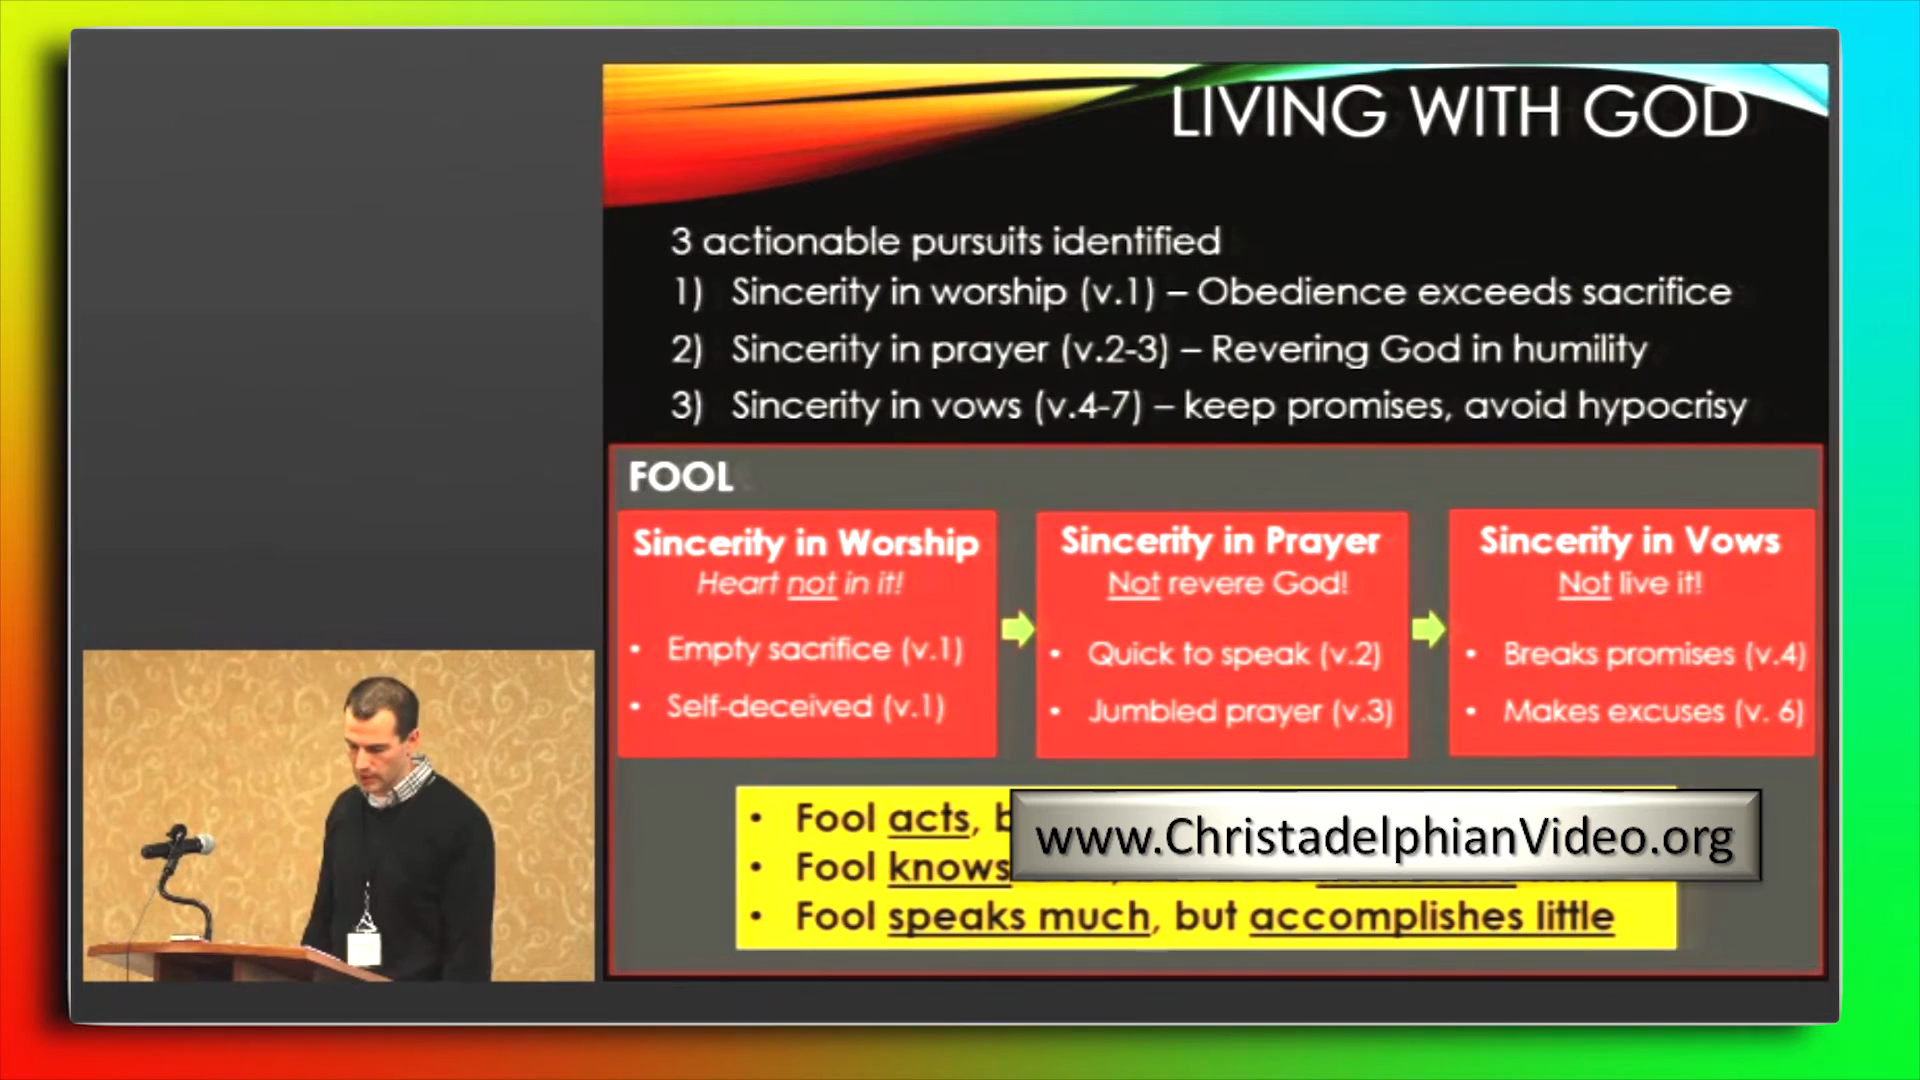 LIVING WITH GOD
3 actionable pursuits identified
1) Sincerity in worship (v.1) – Obedience exceeds sacrifice
2) Sincerity in prayer (v.2-3) – Revering God in humility
3) Sincerity in vows (v.4-7) – keep promises, avoid hypocrisy
FOOL
Sincerity in Worship
Heart not in it!
• Empty sacrifice (v.1)
• Self-deceived (v.1)
Sincerity in Prayer
Not revere God!
• Quick to speak (v.2)
• Jumbled prayer (v.3)
Sincerity in Vows
Not live it!
• Breaks promises (v.4)
• Makes excuses (v. 6)
• Fool acts,
• Fool knows
• Fool speaks much, but accomplishes little
www.ChristadelphianVideo.org